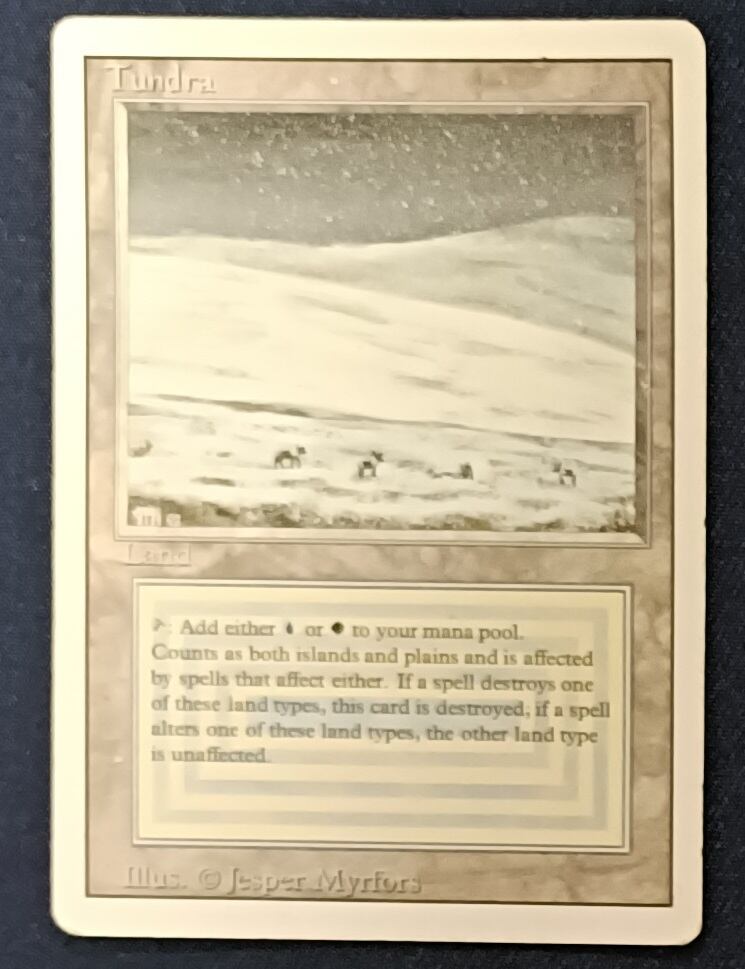 Tundra
Land
: Add either or to your mana pool.
Counts as both islands and plains and is affected
by spells that affect either. If a spell destroys one
of these land types, this card is destroyed; if a spell
alters one of these land types, the other land type
is unaffected.
Illus. © Jesper Myrfors